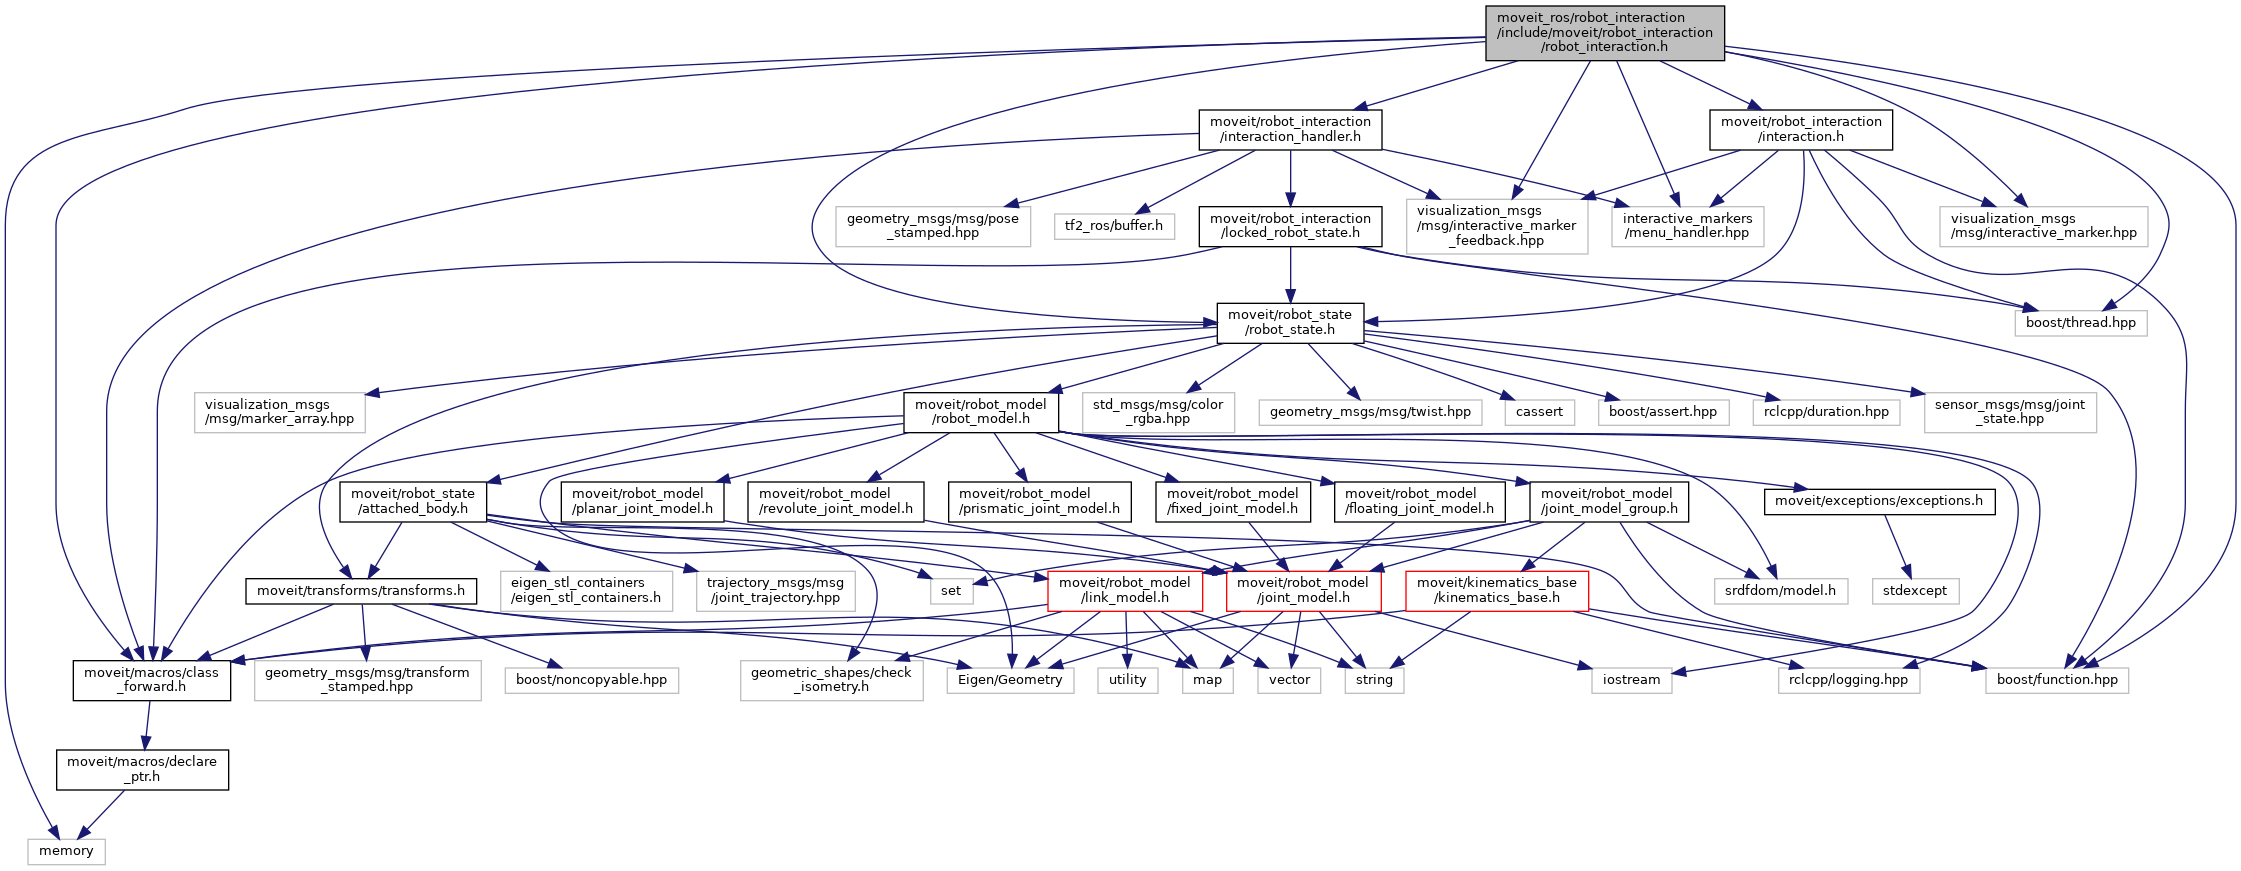 moveit_ros/robot_interaction
/include/moveit/robot_interaction
/robot_interaction.h
moveit/robot_interaction
/interaction_handler.h
moveit/robot_interaction
/interaction.h
geometry_msgs/msg/pose
_stamped.hpp
tf2_ros/buffer.h
moveit/robot_interaction
/locked_robot_state.h
visualization_msgs
/msg/interactive_marker
_feedback.hpp
interactive_markers
/menu_handler.hpp
visualization_msgs
/msg/interactive_marker.hpp
moveit/robot_state
/robot_state.h
boost/thread.hpp
visualization_msgs
/msg/marker_array.hpp
moveit/robot_model
/robot_model.h
std_msgs/msg/color
_rgba.hpp
geometry_msgs/msg/twist.hpp
cassert
boost/assert.hpp
rclcpp/duration.hpp
sensor_msgs/msg/joint
_state.hpp
moveit/robot_state
/attached_body.h
moveit/robot_model
/planar_joint_model.h
moveit/robot_model
/revolute_joint_model.h
moveit/robot_model
/prismatic_joint_model.h
moveit/robot_model
/fixed_joint_model.h
moveit/robot_model
/floating_joint_model.h
moveit/robot_model
/joint_model_group.h
moveit/exceptions/exceptions.h
moveit/transforms/transforms.h
eigen_stl_containers
/eigen_stl_containers.h
trajectory_msgs/msg
/joint_trajectory.hpp
set
moveit/robot_model
/link_model.h
moveit/robot_model
/joint_model.h
moveit/kinematics_base
/kinematics_base.h
srdfdom/model.h
stdexcept
moveit/macros/class
_forward.h
geometry_msgs/msg/transform
_stamped.hpp
boost/noncopyable.hpp
geometric_shapes/check
_isometry.h
Eigen/Geometry
utility
map
vector
string
iostream
rclcpp/logging.hpp
boost/function.hpp
moveit/macros/declare
_ptr.h
memory